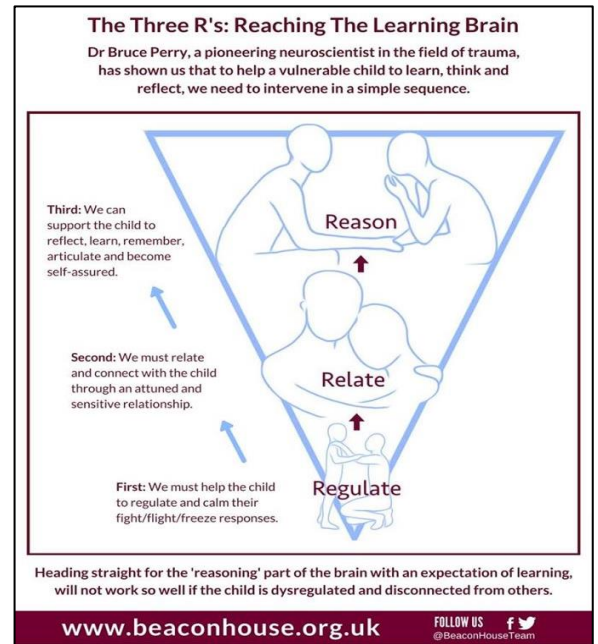 The Three R's: Reaching The Learning Brain
Dr Bruce Perry, a pioneering neuroscientist in the field of trauma,
has shown us that to help a vulnerable child to learn, think and
reflect, we need to intervene in a simple sequence.
Reason
Third: We can
support the child to
reflect, learn, remember,
articulate and become
self-assured.
Second: We must relate
and connect with the child
through an attuned and
sensitive relationship.
Relate
First: We must help the child
to regulate and calm their
fight/flight/freeze responses.
Regulate
Heading straight for the 'reasoning' part of the brain with an expectation of learning,
will not work so well if the child is dysregulated and disconnected from others.
www.beaconhouse.org.uk
FOLLOW US
@BeaconHouseTeam